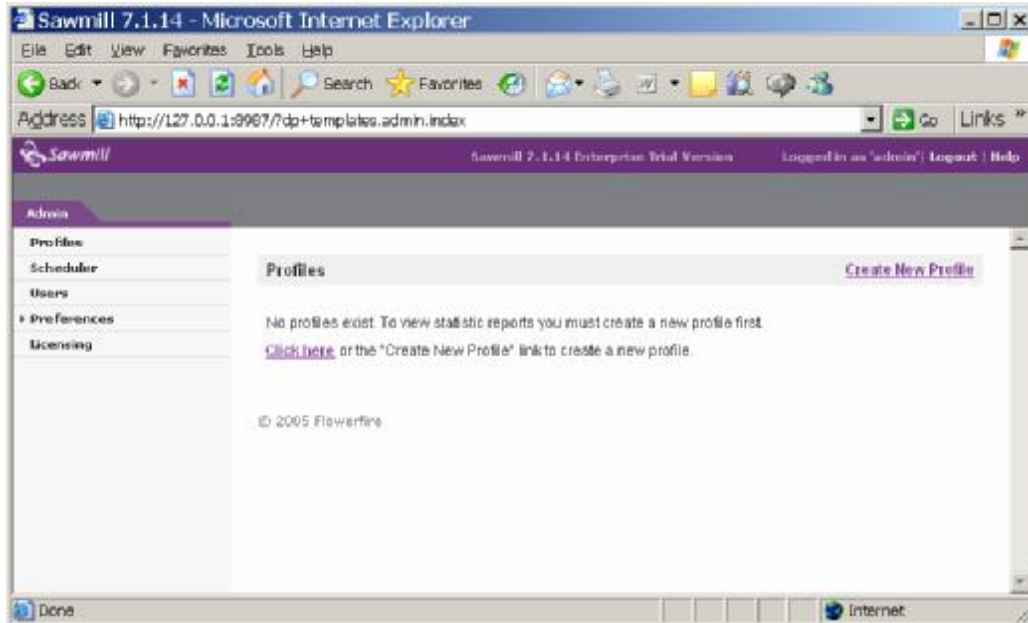 Sawmill 7.1.14 - Microsoft Internet Explorer
File Edit View Favorites Tools Help
Back Search Favorites
Address http://127.0.0.1:8987/?dp+templates.admin.index Go Links »
Sawmill Sawmill 7.1.14 Enterprise Trial Version Logged in as 'admin' | Logout | Help
Admin
Profiles
Scheduler
Users
Preferences
Licensing
Profiles Create New Profile
No profiles exist. To view statistic reports you must create a new profile first.
Click here or the "Create New Profile" link to create a new profile.
© 2005 Flowerfire
Done Internet